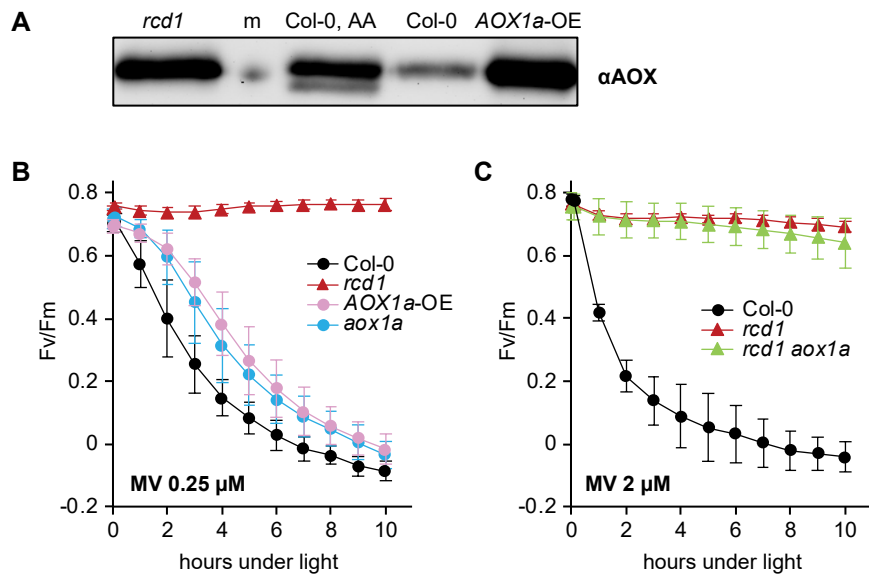 A
rcd1 m Col-0, AA Col-0 AOX1a-OE
αAOX
B
0.8
0.6
0.4
0.2
0
-0.2
Fv/Fm
Col-0
rcd1
AOX1a-OE
aox1a
MV 0.25 µM
0 2 4 6 8 10
hours under light
C
0.8
0.6
0.4
0.2
0
-0.2
Fv/Fm
Col-0
rcd1
rcd1 aox1a
MV 2 µM
0 2 4 6 8 10
hours under light